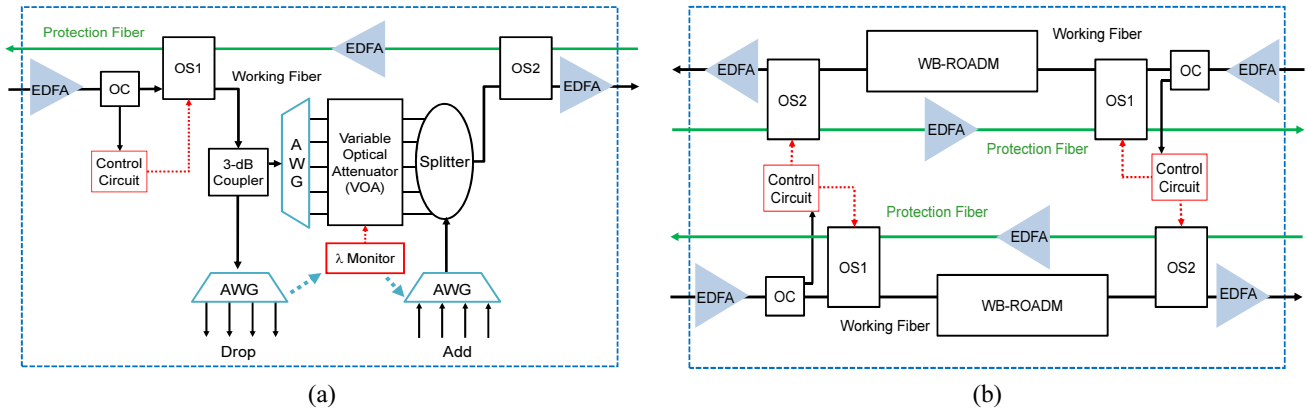 Protection Fiber
EDFA
OS1
OS2
Working Fiber
EDFA
OC
EDFA
Control
Circuit
3-dB
Coupler
A
W
G
Variable
Optical
Attenuator
(VOA)
Splitter
λ Monitor
AWG
AWG
Drop
Add
(a)
Working Fiber
EDFA
OS2
WB-ROADM
OS1
OC
EDFA
EDFA
Protection Fiber
Control
Circuit
Control
Circuit
Protection Fiber
EDFA
OS1
OS2
EDFA
OC
WB-ROADM
EDFA
Working Fiber
(b)